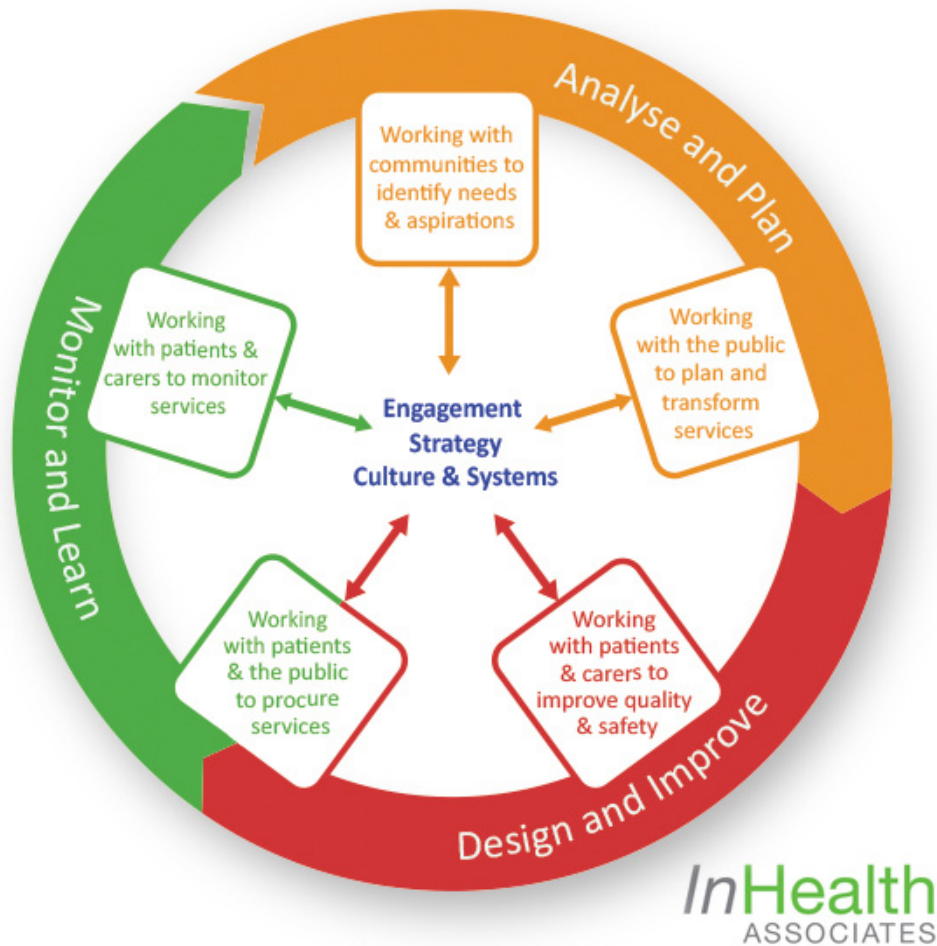 Analyse and Plan
Working with
communities to
identify needs
& aspirations
Working
with the public
to plan and
transform
services
Design and Improve
Working
with patients
& carers to
improve quality
& safety
Working
with patients
& the public
to procure
services
Monitor and Learn
Working
with patients &
carers to monitor
services
Engagement
Strategy
Culture & Systems
InHealth
ASSOCIATES